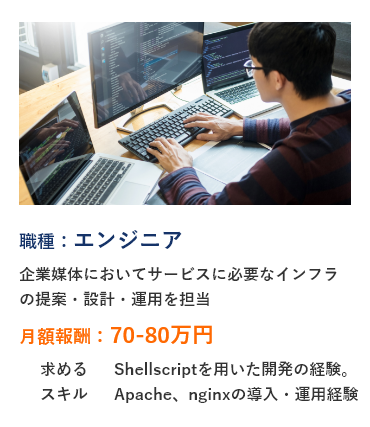 職種：エンジニア
企業媒体においてサービスに必要なインフラ
の提案・設計・運用を担当
月額報酬：70-80万円
求める Shellscriptを用いた開発の経験。
スキル Apache、nginxの導入・運用経験